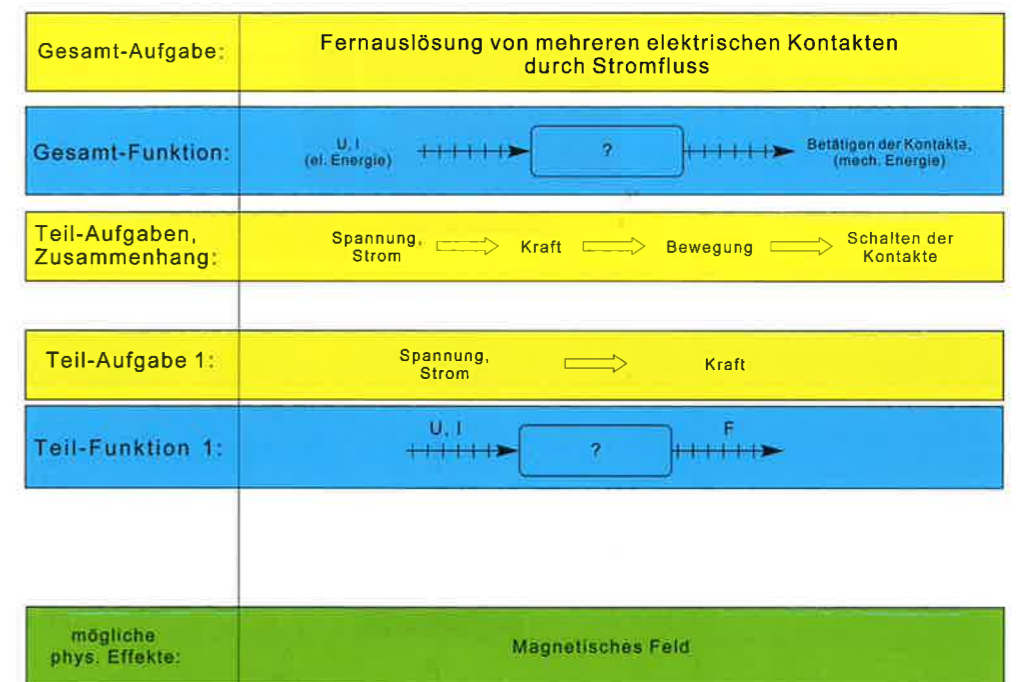 Gesamt-Aufgabe:
Fernauslösung von mehreren elektrischen Kontakten
durch Stromfluss
Gesamt-Funktion:
U, I
(el. Energie)
?
Betätigen der Kontakta,
(mech. Energie)
Teil-Aufgaben,
Zusammenhang:
Spannung,
Strom
Kraft
Bewegung
Schalten der
Kontakte
Teil-Aufgabe 1:
Spannung,
Strom
Kraft
Teil-Funktion 1:
U, I
?
F
mögliche
phys. Effekte:
Magnetisches Feld